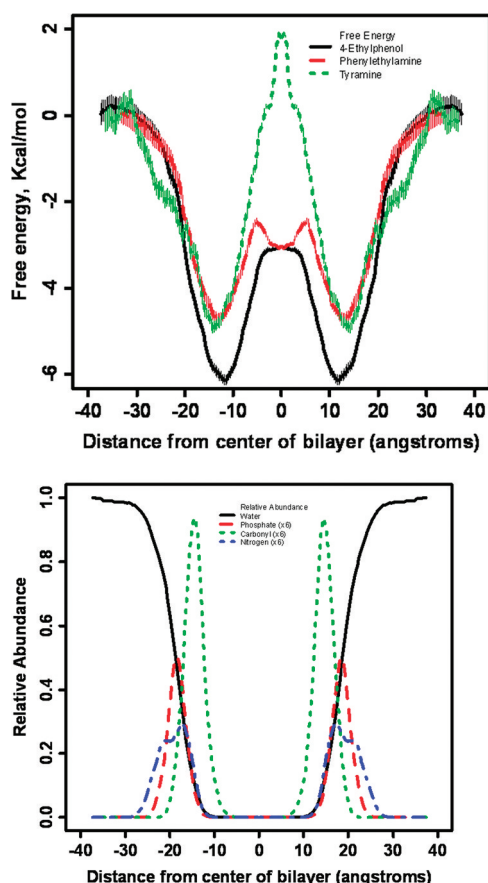 Free Energy
4-Ethylphenol
Phenylethylamine
Tyramine
Free energy, Kcal/mol
0
-2
-4
-6
-40 -30 -20 -10 0 10 20 30 40
Distance from center of bilayer (angstroms)
Relative Abundance
Water
Phosphate (x6)
Carbonyl (x6)
Nitrogen (x6)
Relative Abundance
1.0
0.8
0.6
0.4
0.2
0.0
-40 -30 -20 -10 0 10 20 30 40
Distance from center of bilayer (angstroms)